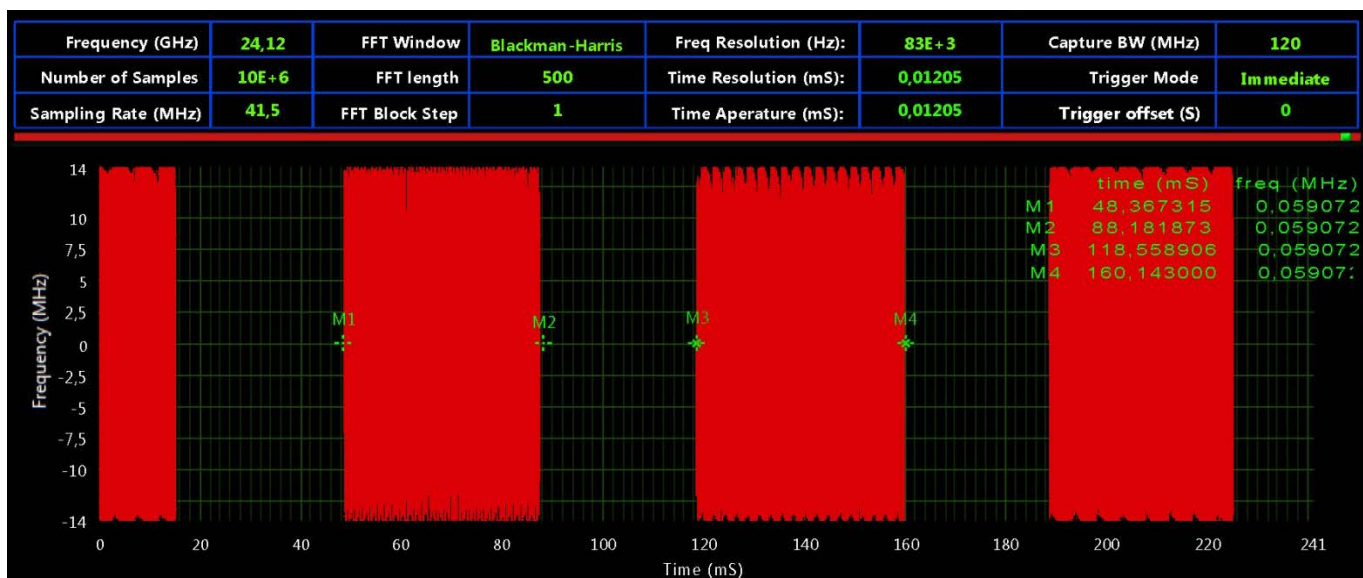 Frequency (GHz) 24,12 FFT Window Blackman-Harris Freq Resolution (Hz): 83E+3 Capture BW (MHz) 120
Number of Samples 10E+6 FFT length 500 Time Resolution (mS): 0,01205 Trigger Mode Immediate
Sampling Rate (MHz) 41,5 FFT Block Step 1 Time Aperature (mS): 0,01205 Trigger offset (S) 0
time (mS) freq (MHz)
M1 48,367315 0,059072
M2 88,181873 0,059072
M3 118,558906 0,059072
M4 160,143000 0,05907
Frequency (MHz)
14
10
7,5
5
2,5
0
-2,5
-5
-7,5
-10
-14
M1 M2 M3 M4
0 20 40 60 80 100 120 140 160 180 200 220 241
Time (mS)